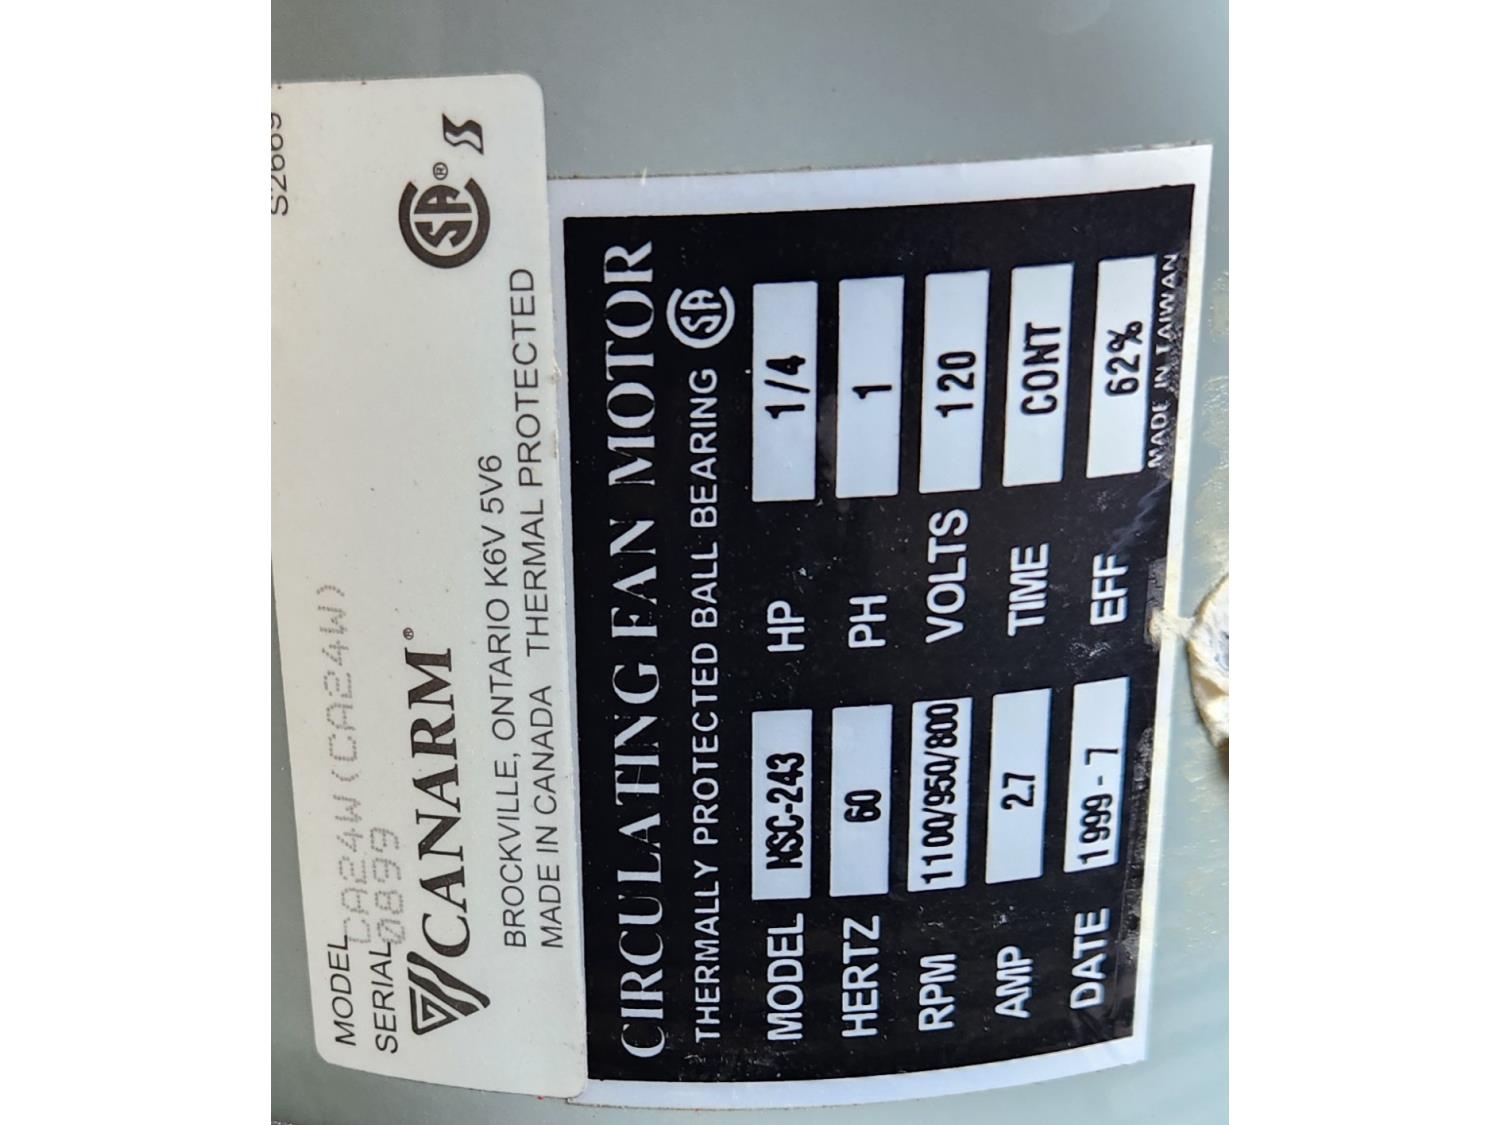 S2669
MODEL CA24W(CA24W)
SERIAL 0899
CANARM®
BROCKVILLE, ONTARIO K6V 5V6
MADE IN CANADA THERMAL PROTECTED
SA®
CIRCULATING FAN MOTOR
THERMALLY PROTECTED BALL BEARING SA
MODEL NSC-243 HP 1/4
HERTZ 60 PH 1
RPM 1100/950/800 VOLTS 120
AMP 2.7 TIME CONT
DATE 1999-7 EFF 62%
MADE IN TAIWAN